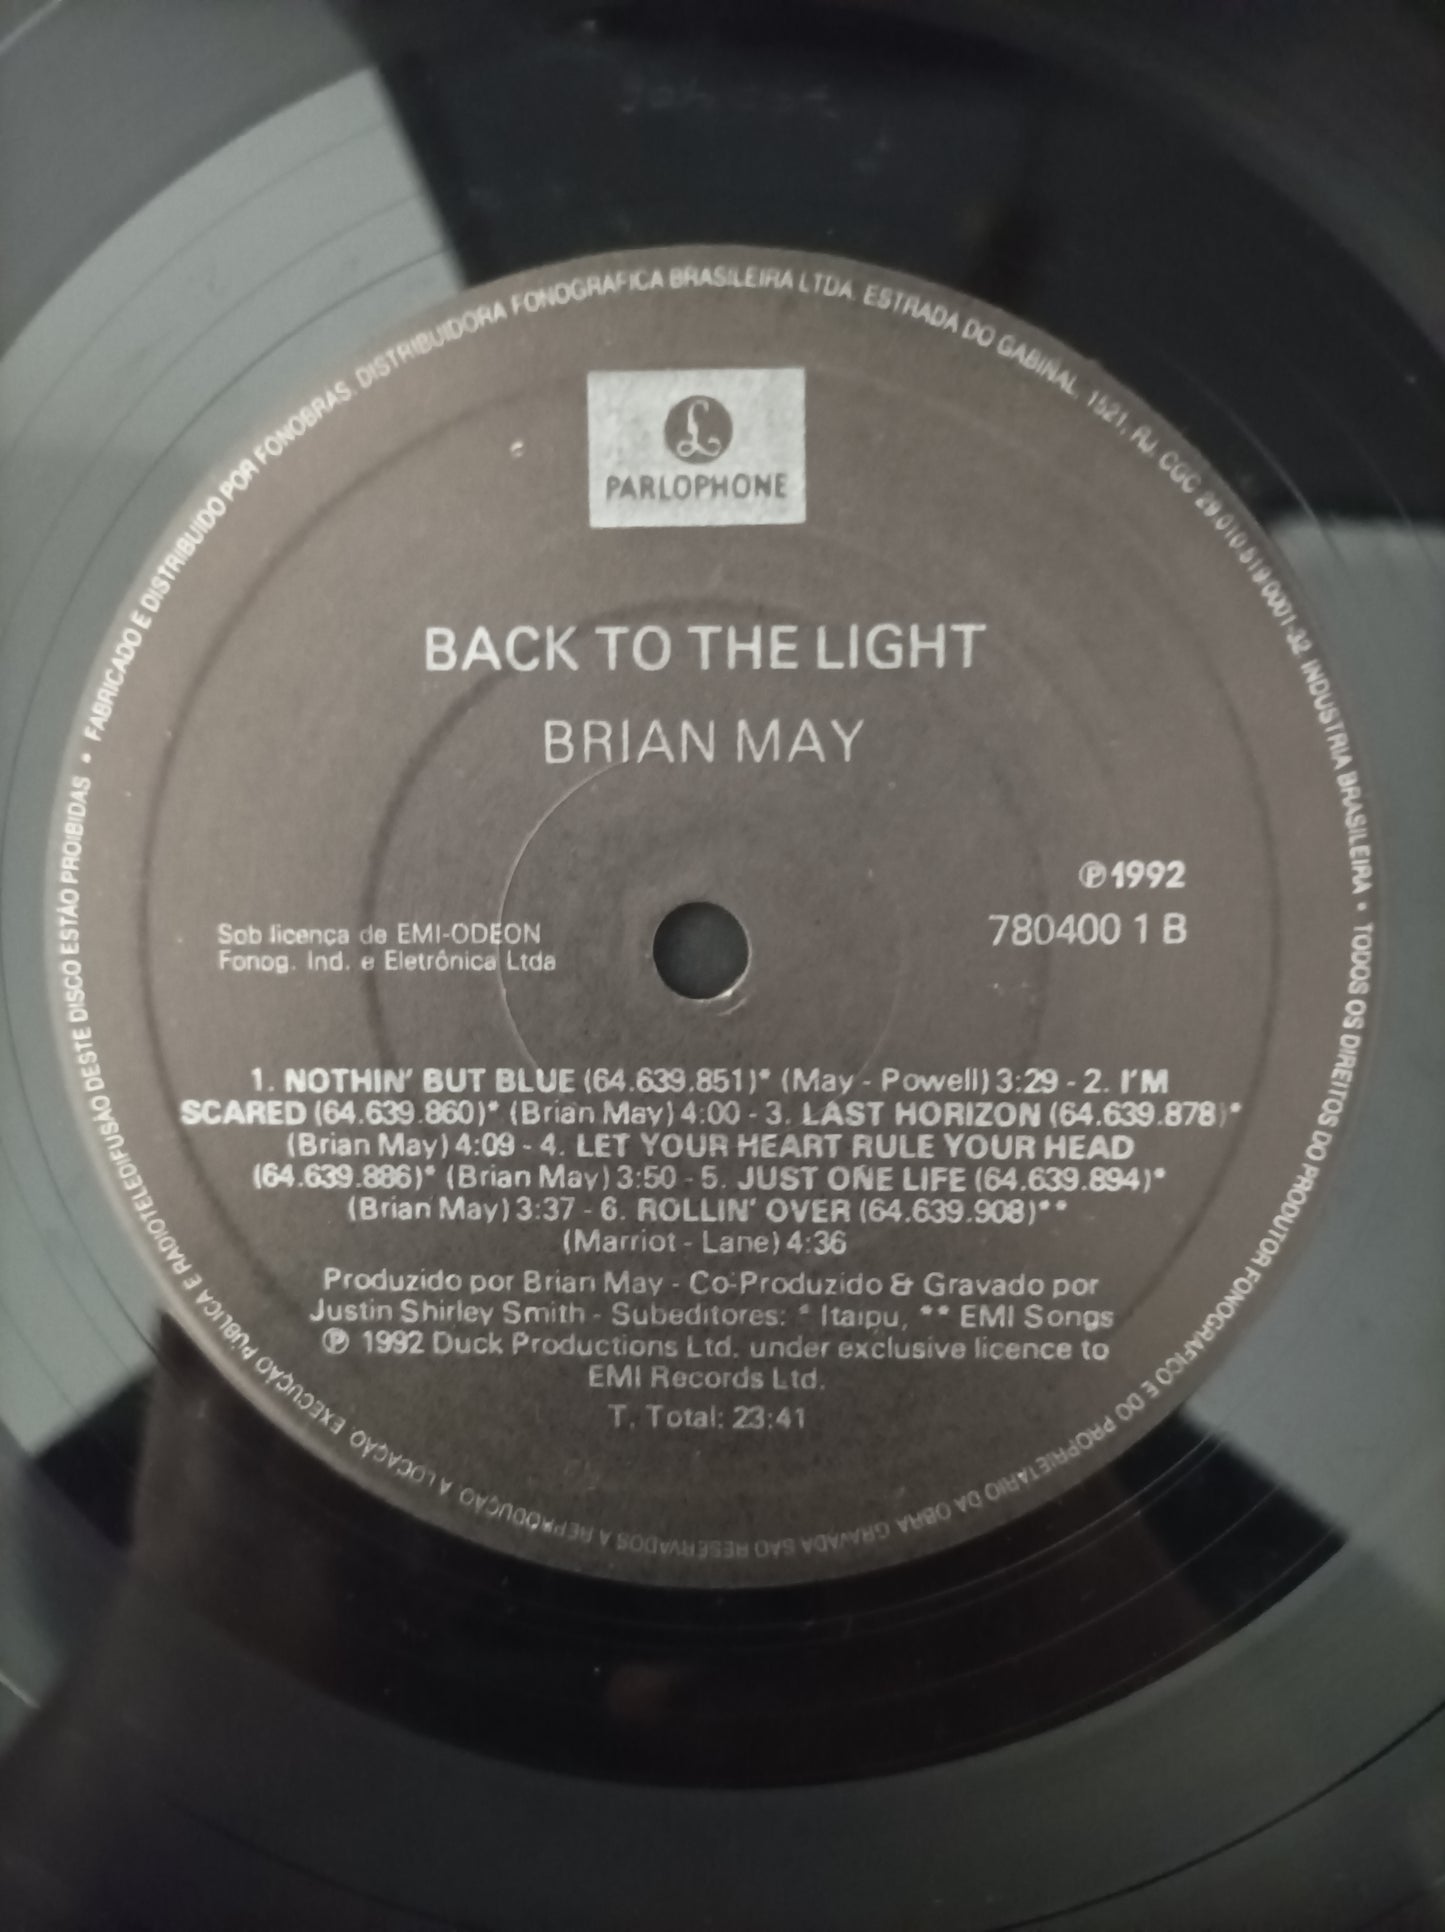 FABRICADO E DISTRIBUIDO POR FONOBRÁS. DISTRIBUIDORA FONOGRÁFICA BRASILEIRA LTDA. ESTRADA DO GABINAL, 1521, RJ. CGC 29 010 519 0001-32 INDUSTRIA BRASILEIRA • TODOS OS DIREITOS DO PRODUTOR FONOGRÁFICO E DO PROPRIETÁRIO DA OBRA GRAVADA SÃO RESERVADOS A REPRODUÇÃO A LOCAÇÃO. EXECUÇÃO PÚBLICA E RADIOTELEDIFUSÃO DESTE DISCO ESTÃO PROIBIDAS •
£
PARLOPHONE
BACK TO THE LIGHT
BRIAN MAY
℗1992
780400 1 B
Sob licença de EMI-ODEON
Fonog. Ind. e Eletrônica Ltda
1. NOTHIN' BUT BLUE (64.639.851)* (May - Powell) 3:29 - 2. I'M
SCARED (64.639.860)* (Brian May) 4:00 - 3. LAST HORIZON (64.639.878)*
(Brian May) 4:09 - 4. LET YOUR HEART RULE YOUR HEAD
(64.639.886)* (Brian May) 3:50 - 5. JUST ONE LIFE (64.639.894)*
(Brian May) 3:37 - 6. ROLLIN' OVER (64.639.908)**
(Marriot - Lane) 4:36
Produzido por Brian May - Co-Produzido & Gravado por
Justin Shirley Smith - Subeditores: * Itaipu, ** EMI Songs
℗ 1992 Duck Productions Ltd. under exclusive licence to
EMI Records Ltd.
T. Total: 23:41